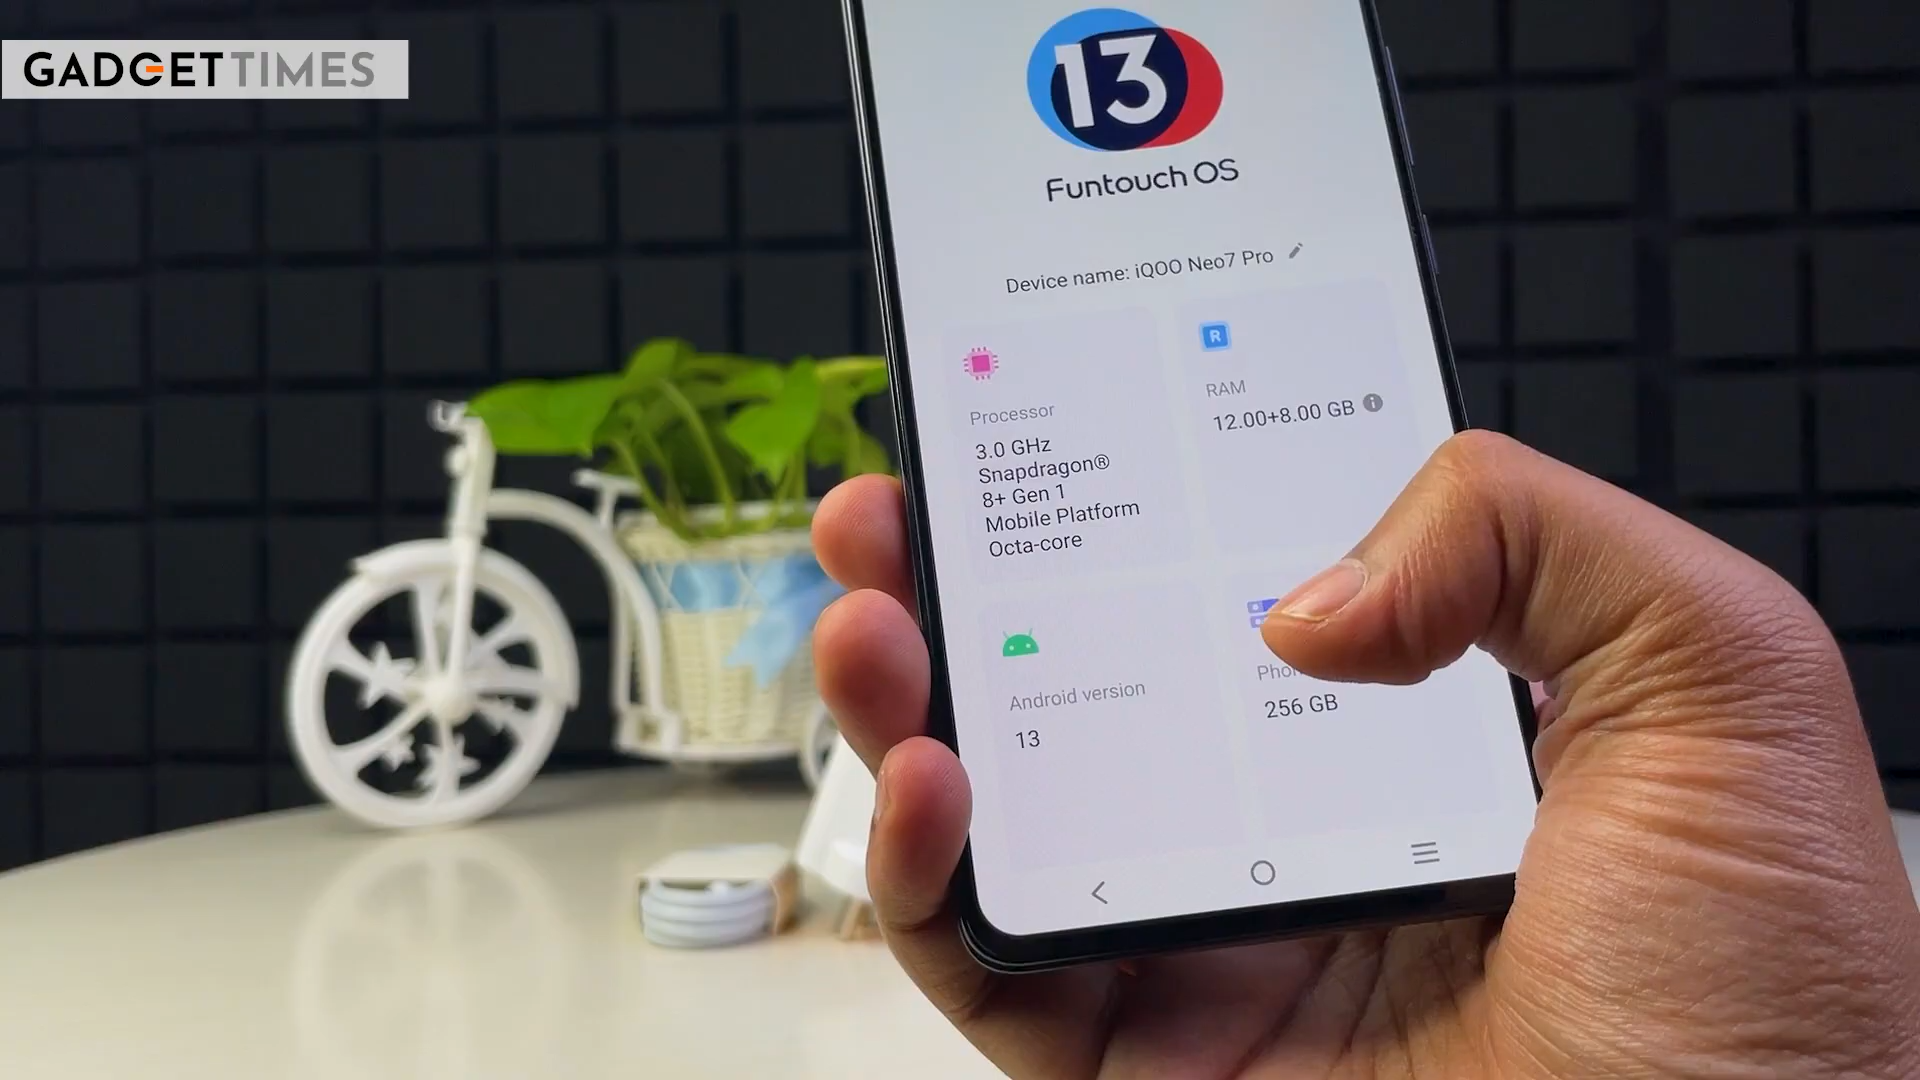 GADGETTIMES
13
Funtouch OS
Device name: iQOO Neo7 Pro
R
RAM
12.00+8.00 GB
Processor
3.0 GHz
Snapdragon®
8+ Gen 1
Mobile Platform
Octa-core
256 GB
Android version
13